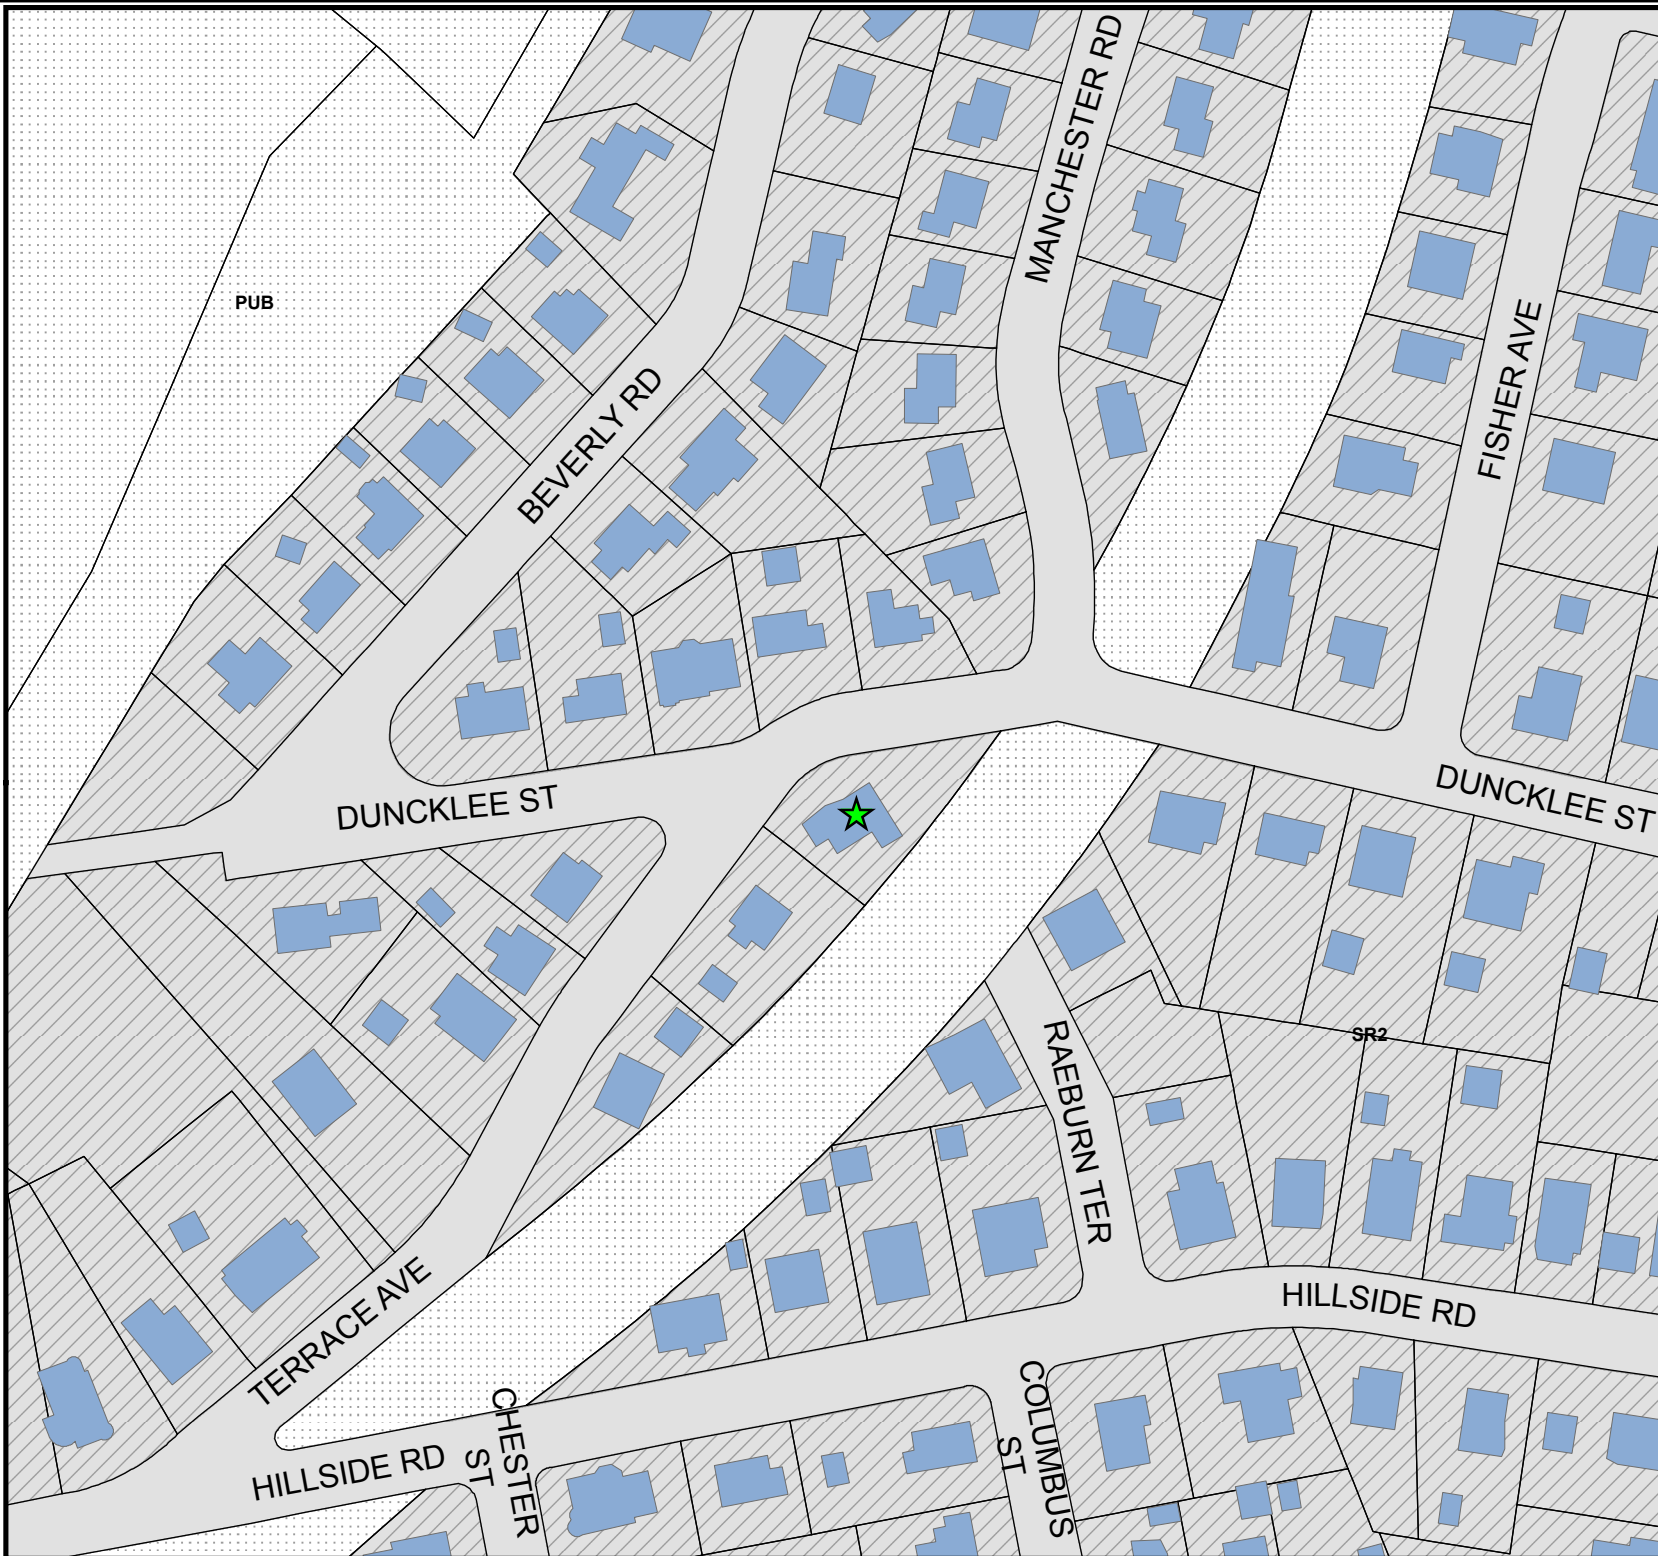 MANCHESTER RD
PUB
FISHER AVE
BEVERLY RD
DUNCKLEE ST
DUNCKLEE ST
SR2
RAEBURN TER
HILLSIDE RD
TERRACE AVE
CHESTER
ST
COLUMBUS
ST
HILLSIDE RD